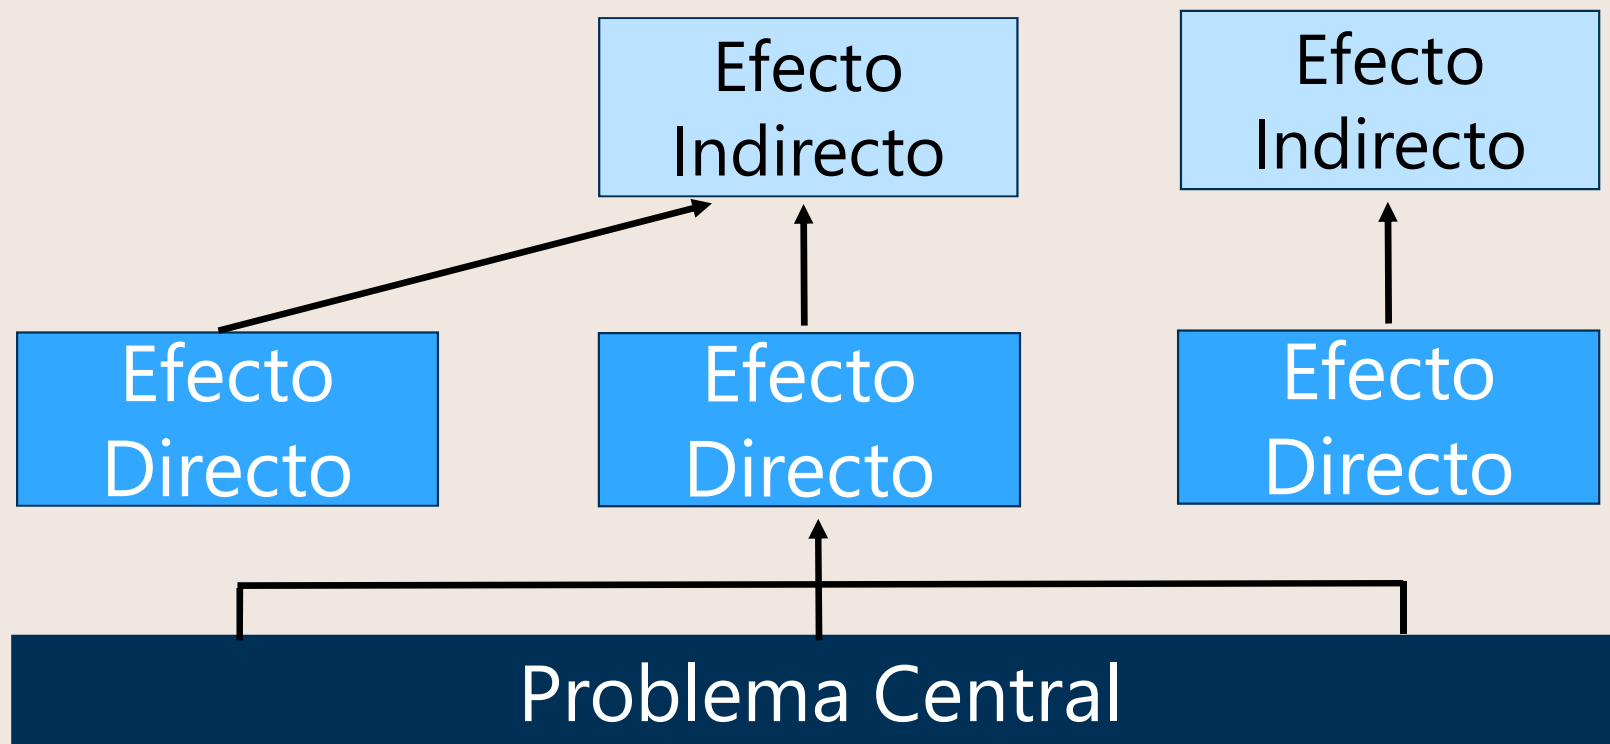 Efecto
Indirecto
Efecto
Indirecto
Efecto
Directo
Efecto
Directo
Efecto
Directo
Problema Central